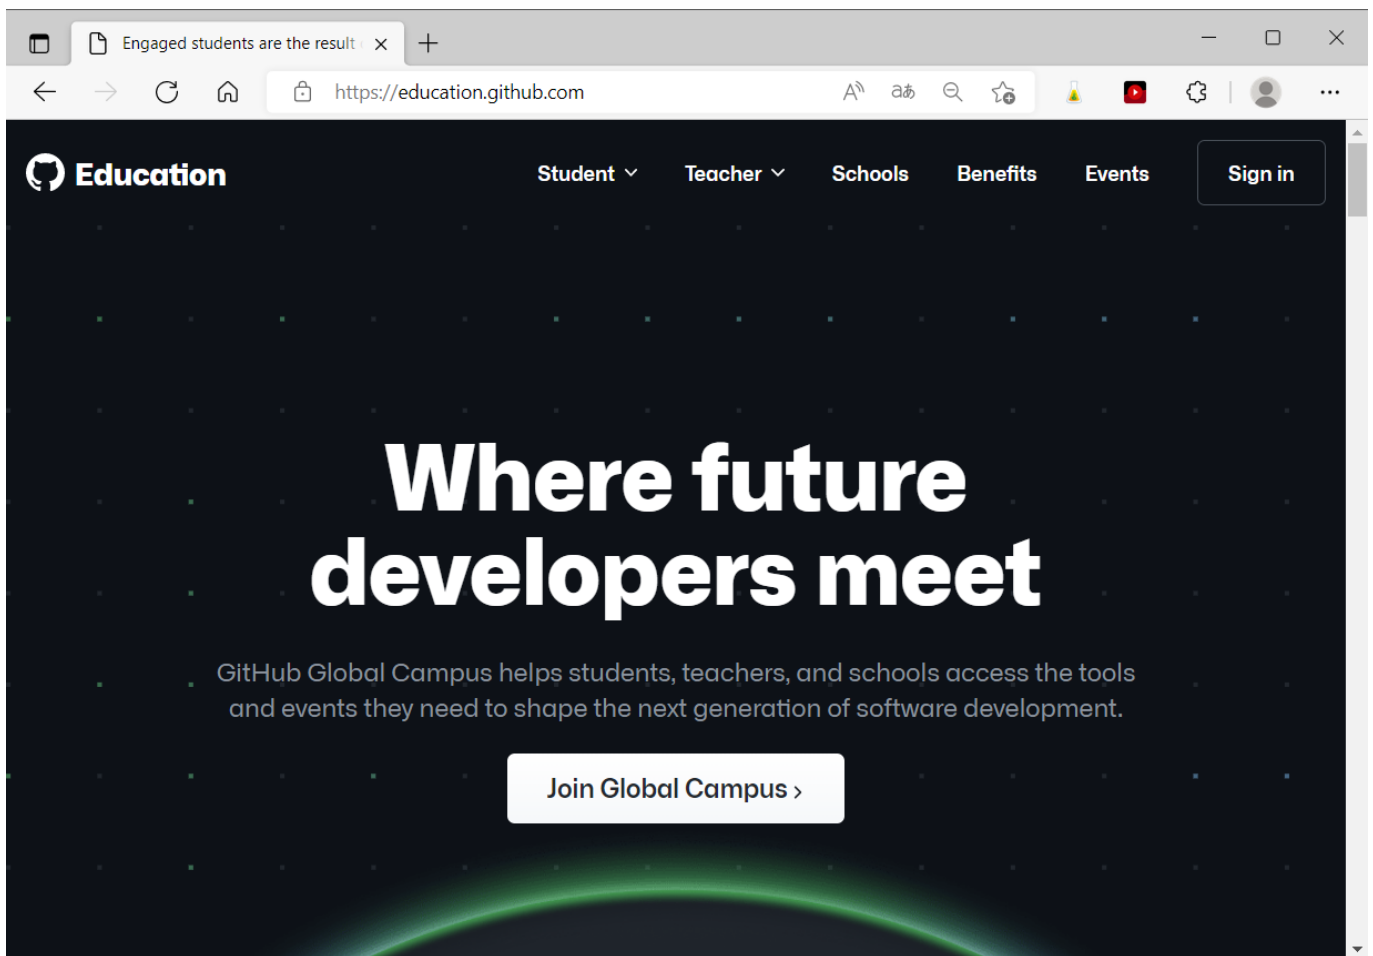 Engaged students are the result
https://education.github.com
A
aあ
Education
Student
Teacher
Schools
Benefits
Events
Sign in
Where future
developers meet
GitHub Global Campus helps students, teachers, and schools access the tools
and events they need to shape the next generation of software development.
Join Global Campus ›